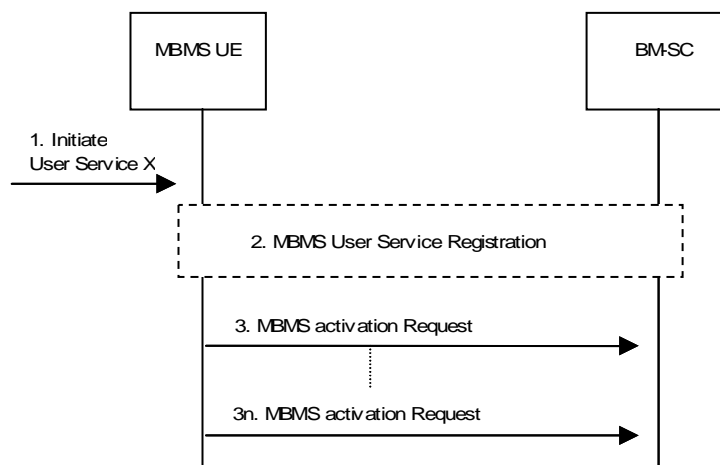 MBMS UE
BM-SC
1. Initiate
User Service X
2. MBMS User Service Registration
3. MBMS activation Request
3n. MBMS activation Request